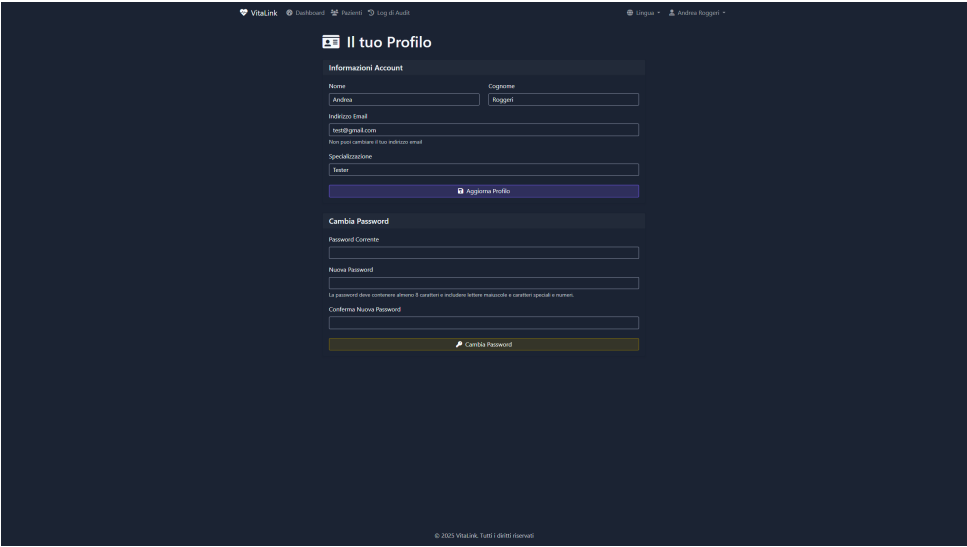 VitaLink Dashboard Pazienti Log di Audit Lingua Andrea Roggeri
Il tuo Profilo
Informazioni Account
Nome Cognome
Andrea Roggeri
Indirizzo Email
test@gmail.com
Non puoi cambiare il tuo indirizzo email
Specializzazione
Tester
Aggiorna Profilo
Cambia Password
Password Corrente
Nuova Password
La password deve contenere almeno 8 caratteri e includere lettere maiuscole e caratteri speciali e numeri.
Conferma Nuova Password
Cambia Password
© 2025 VitaLink. Tutti i diritti riservati